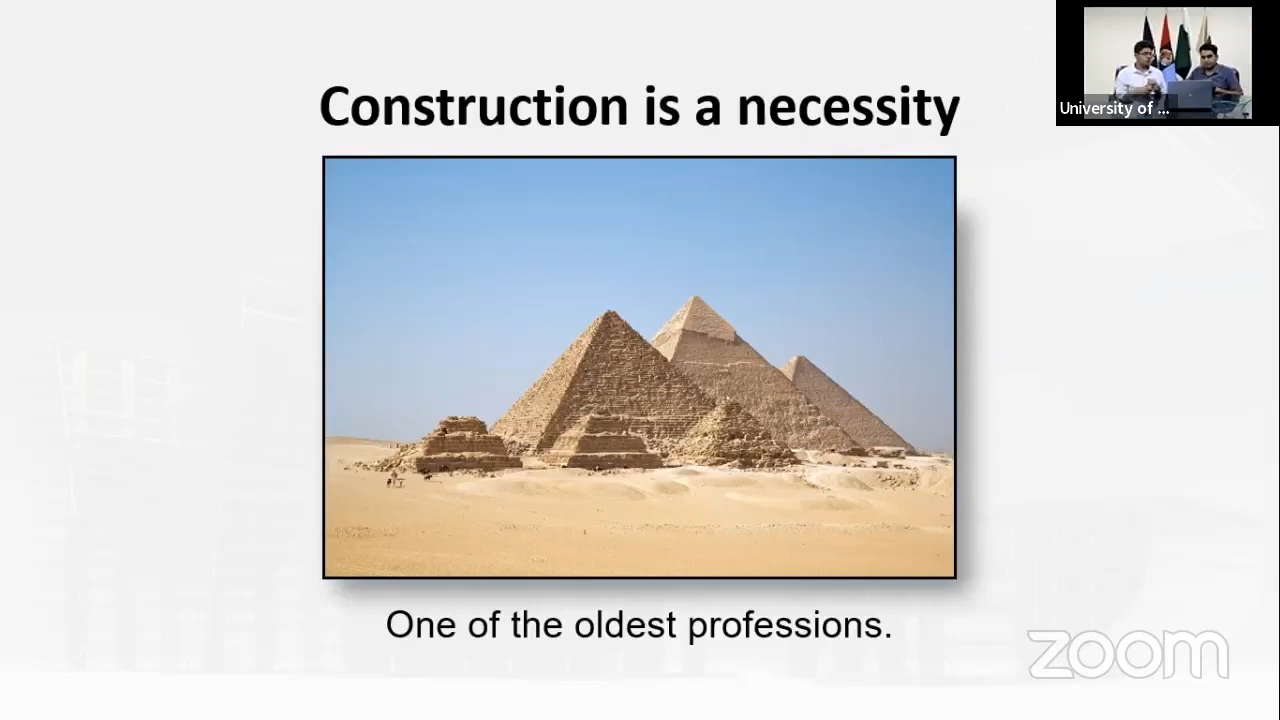 Construction is a necessity
University of ...
One of the oldest professions.
zoom